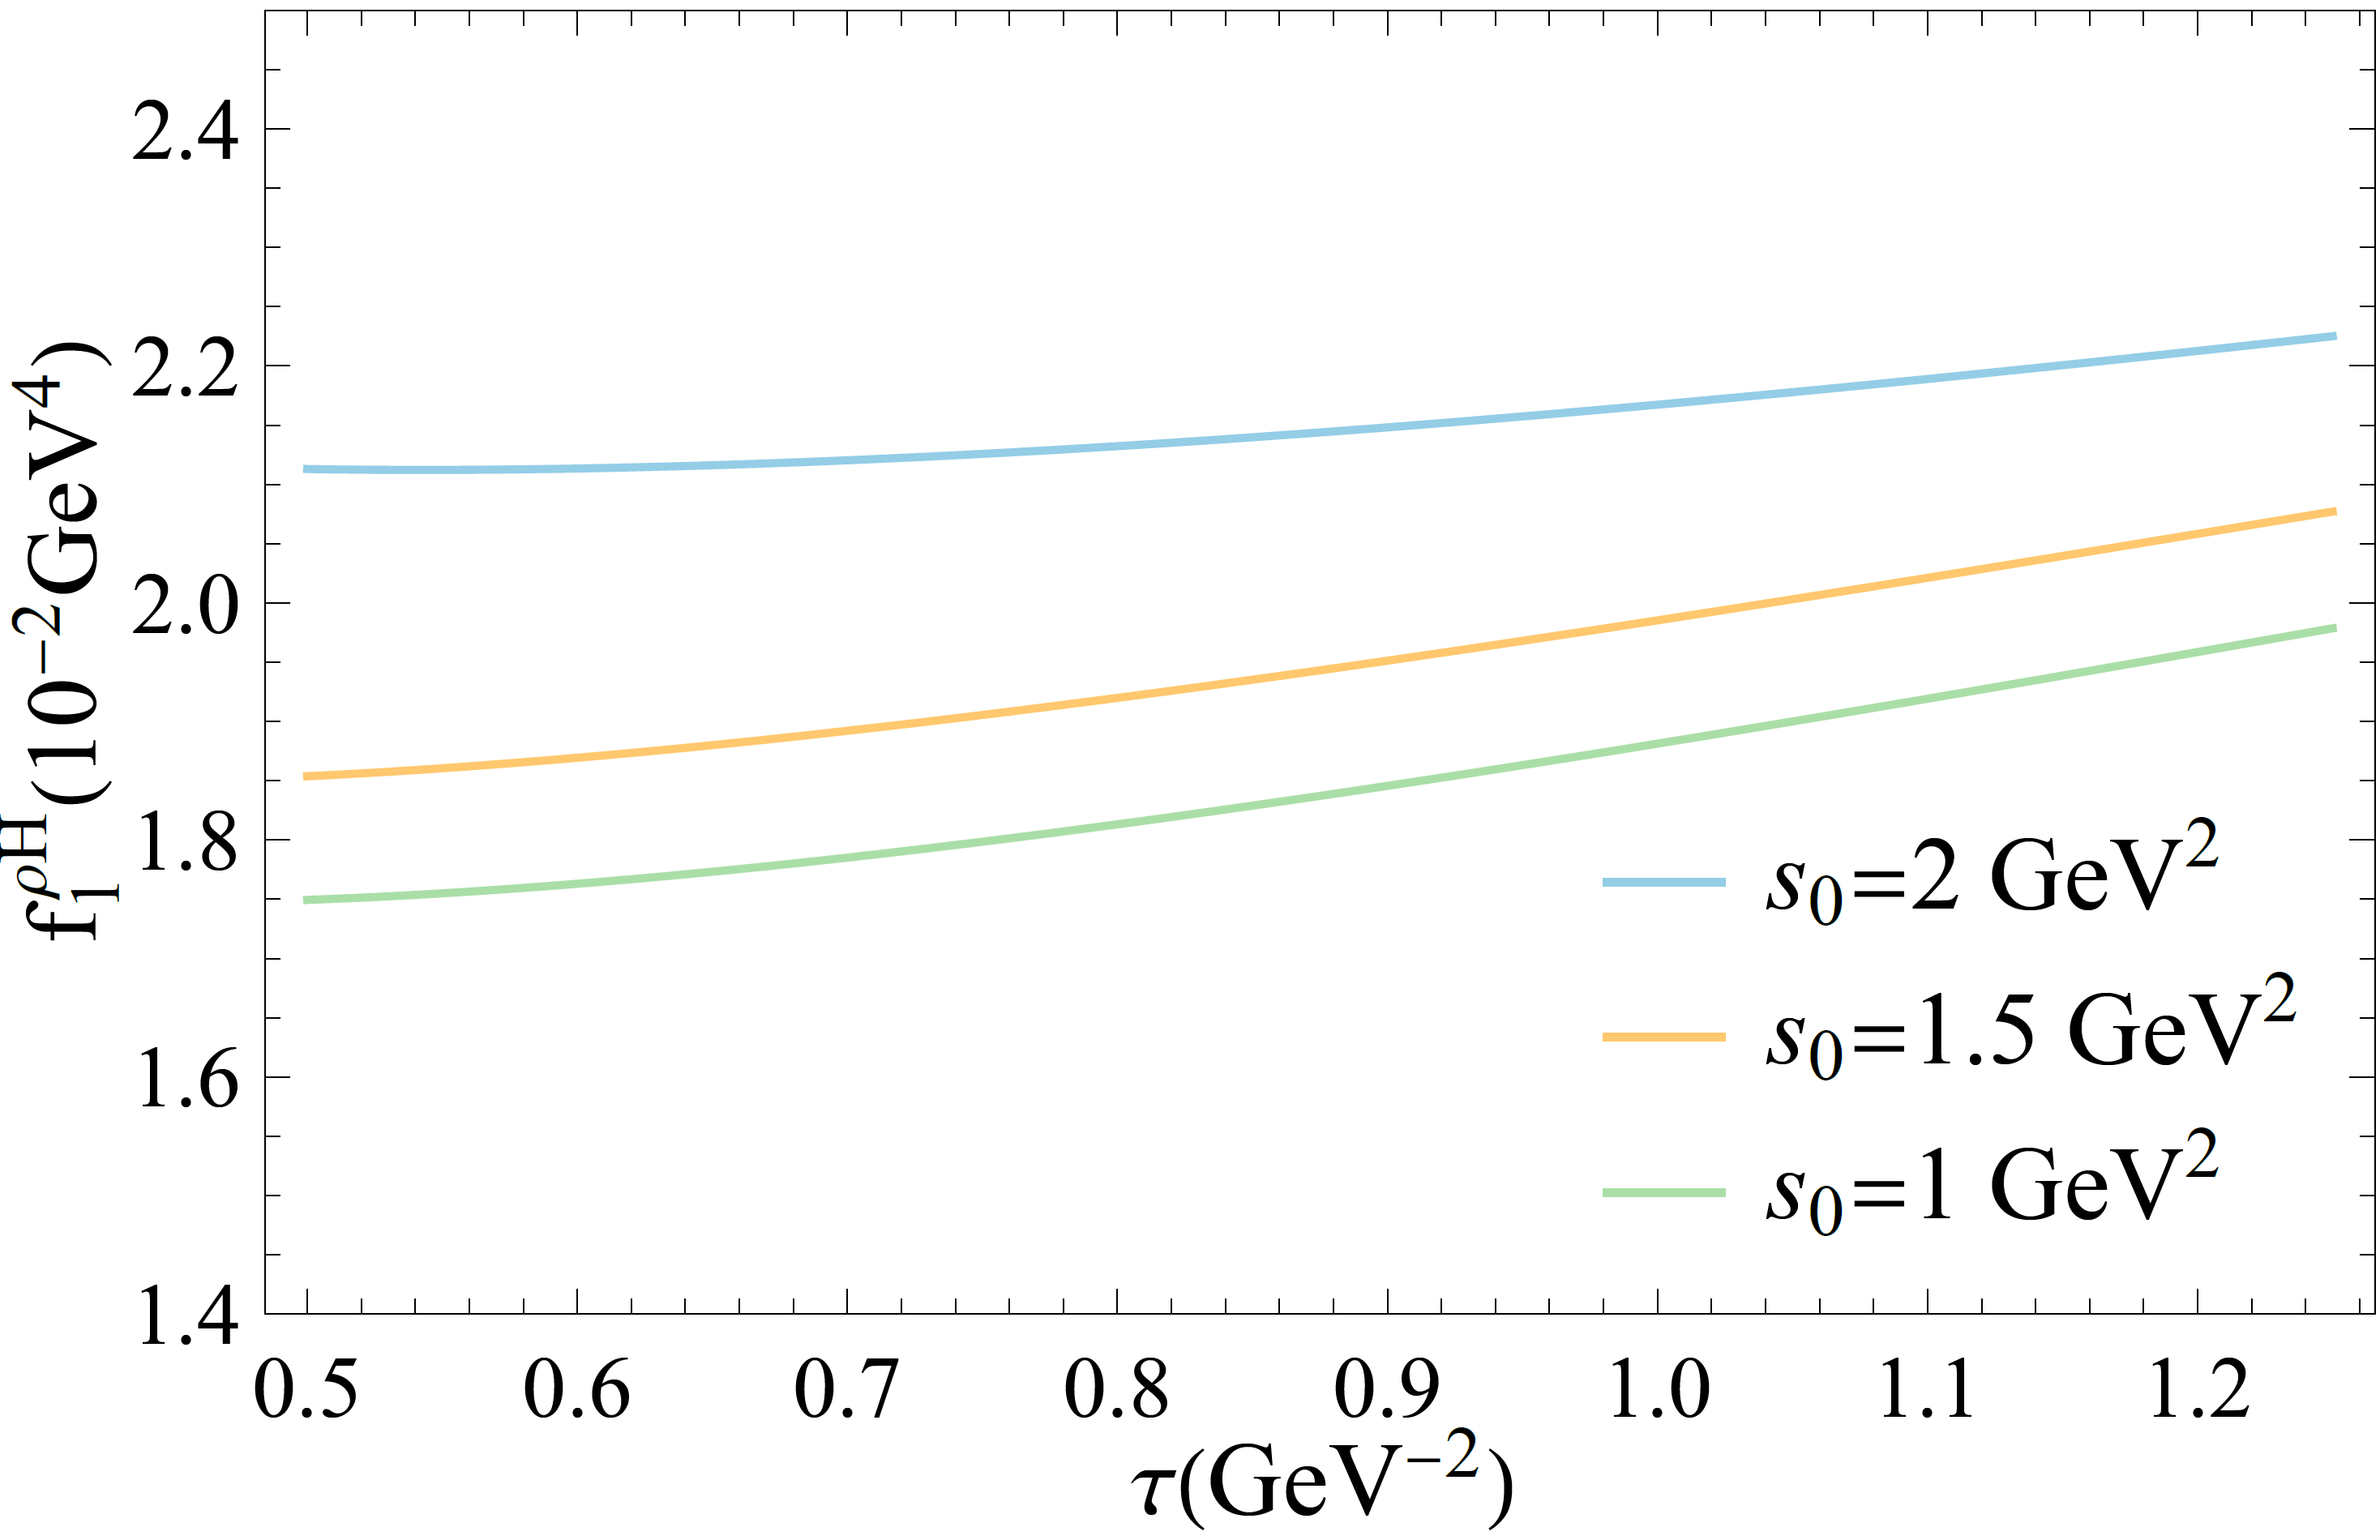 f₁^ρH(10⁻²GeV⁴)
2.4
2.2
2.0
1.8
1.6
1.4
s₀=2 GeV²
s₀=1.5 GeV²
s₀=1 GeV²
0.5 0.6 0.7 0.8 0.9 1.0 1.1 1.2
τ(GeV⁻²)